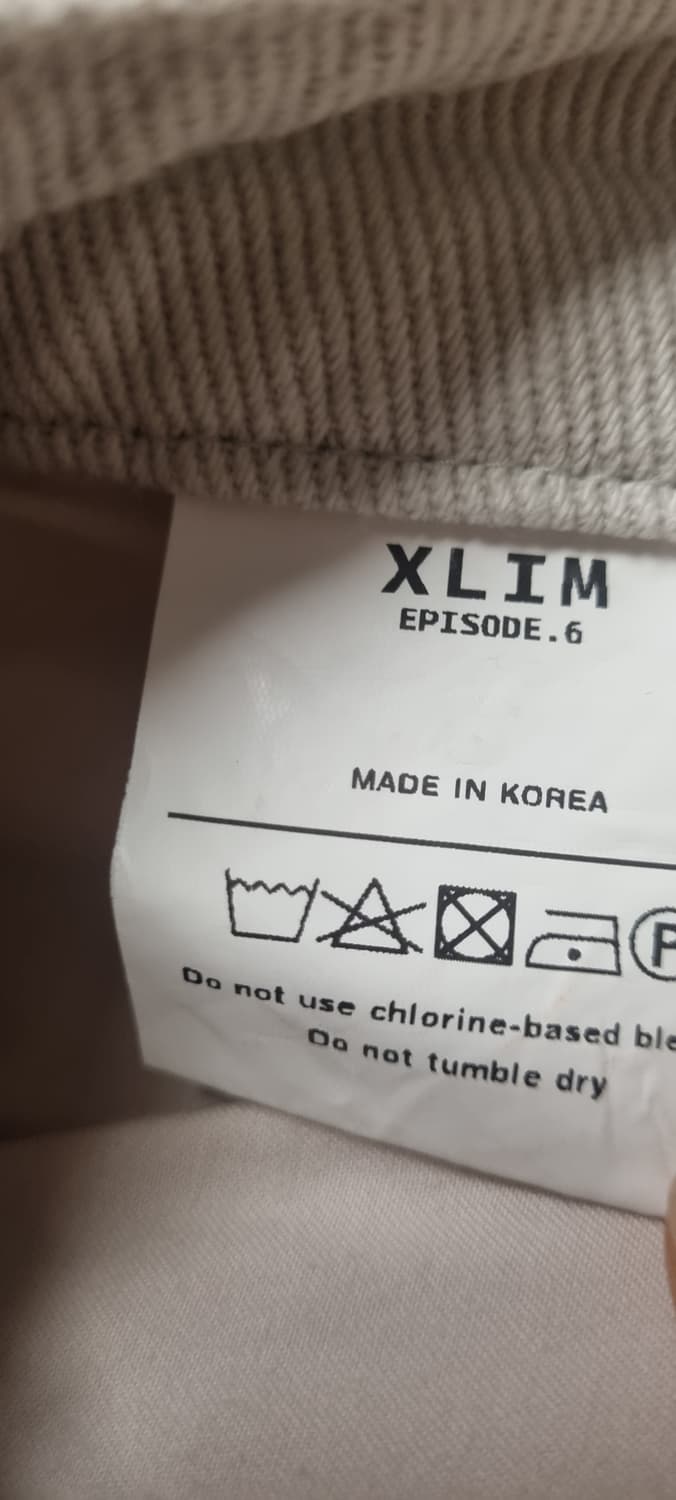 XLIM
EPISODE.6
MADE IN KOREA
P
Do not use chlorine-based
Do not tumble dry